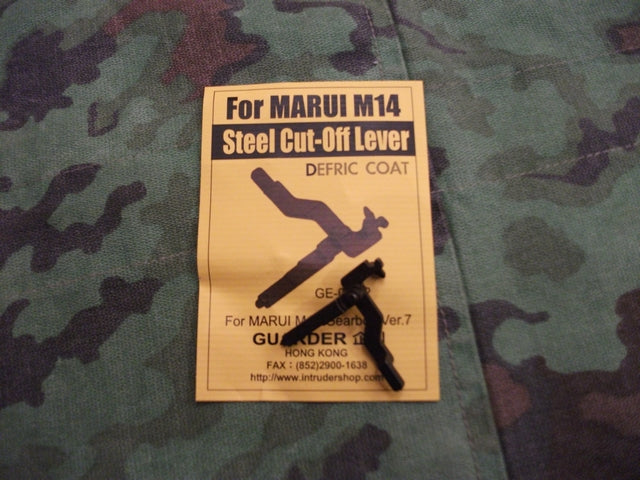 For MARUI M14
Steel Cut-Off Lever
DEFRIC COAT
For MARUI Ver.7
GUARDER
HONG KONG
FAX : (852)2900-1638
http://www.intrudershop.com